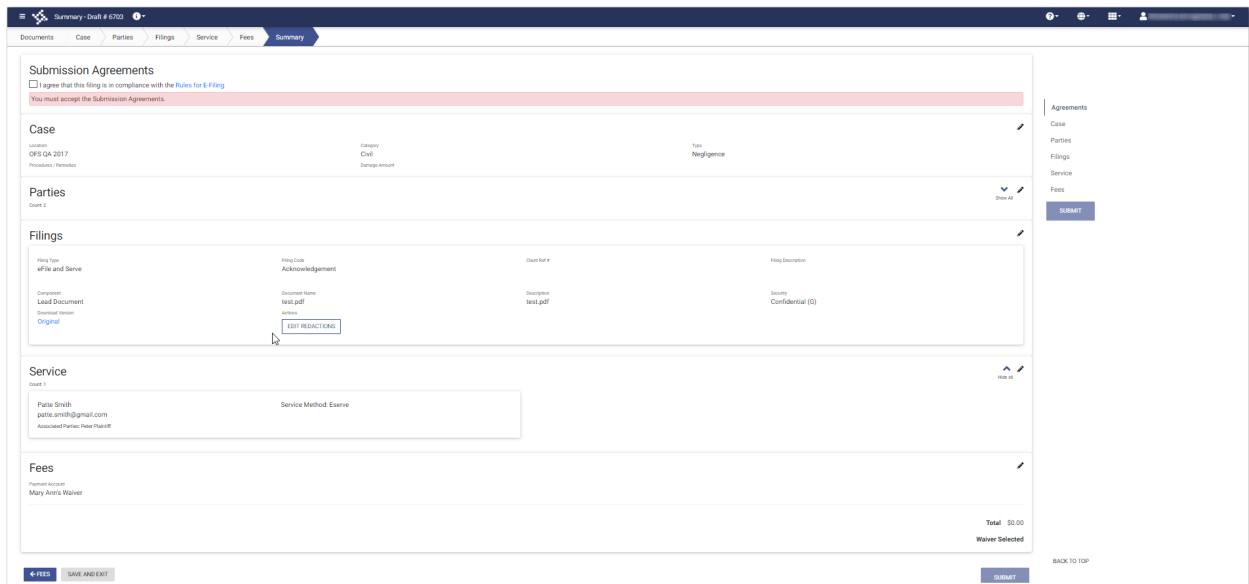 Summary - Draft # 6703
Documents Case Parties Filings Service Fees Summary
Submission Agreements
I agree that this filing is in compliance with the Rules for E-Filing
You must accept the Submission Agreements.
Agreements
Case
Parties
Filings
Service
Fees
SUBMIT
Case
Location Category Type
OFS QA 2017 Civil Negligence
Procedures / Remedies Damage Amount
Parties
Count: 2
Show All
Filings
Filing Type Filing Code Client Ref # Filing Description
eFile and Serve Acknowledgement
Component Document Name Description Security
Lead Document test.pdf test.pdf Confidential (G)
Download Version Actions
Original EDIT REDACTIONS
Service
Count: 1
Hide all
Patte Smith Service Method: Eserve
patte.smith@gmail.com
Associated Parties: Peter Plaintiff
Fees
Payment Account
Mary Ann's Waiver
Total $0.00
Waiver Selected
BACK TO TOP
FEES SAVE AND EXIT SUBMIT